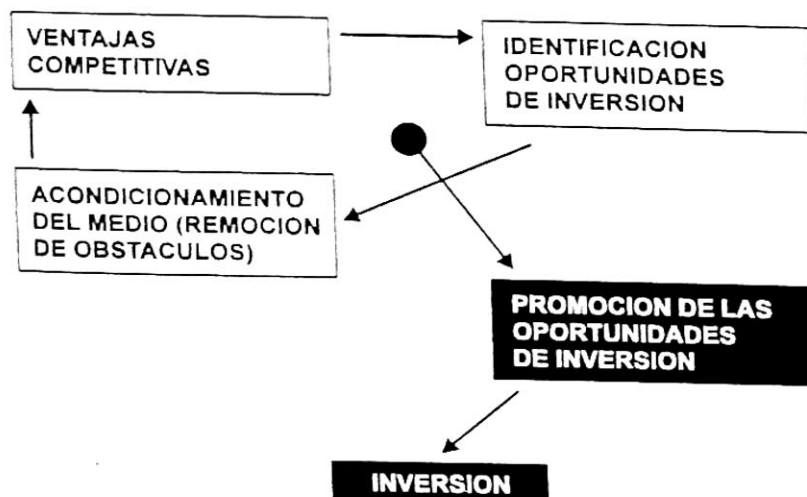 VENTAJAS
COMPETITIVAS
IDENTIFICACION
OPORTUNIDADES
DE INVERSION
ACONDICIONAMIENTO
DEL MEDIO (REMOCION
DE OBSTACULOS)
PROMOCION DE LAS
OPORTUNIDADES
DE INVERSION
INVERSION